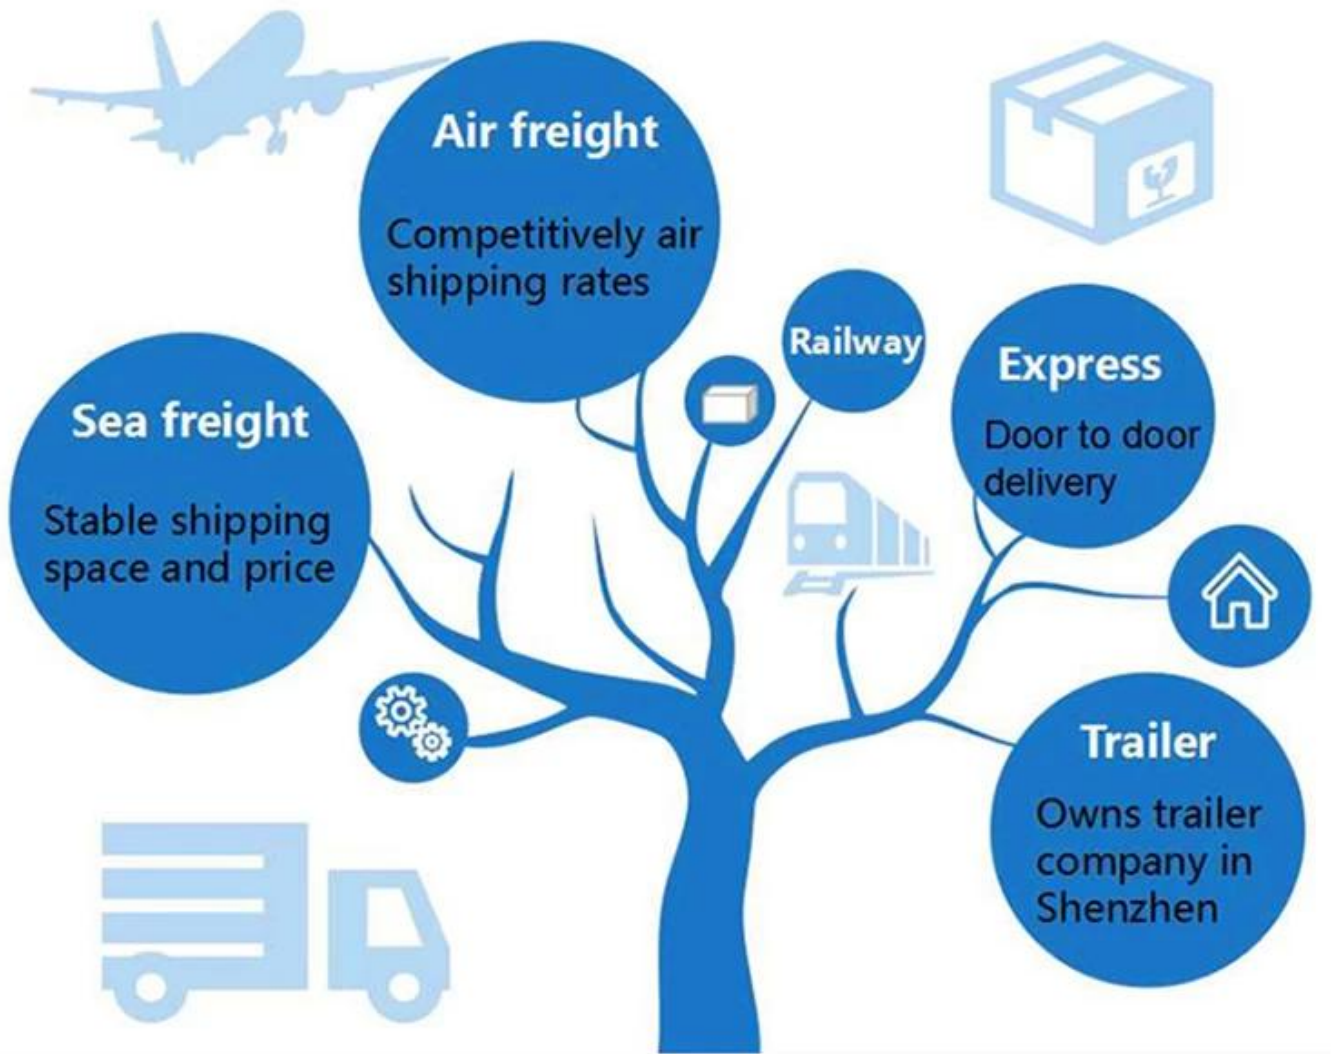 Air freight
Competitively air
shipping rates
Railway
Express
Door to door
delivery
Sea freight
Stable shipping
space and price
Trailer
Owns trailer
company in
Shenzhen